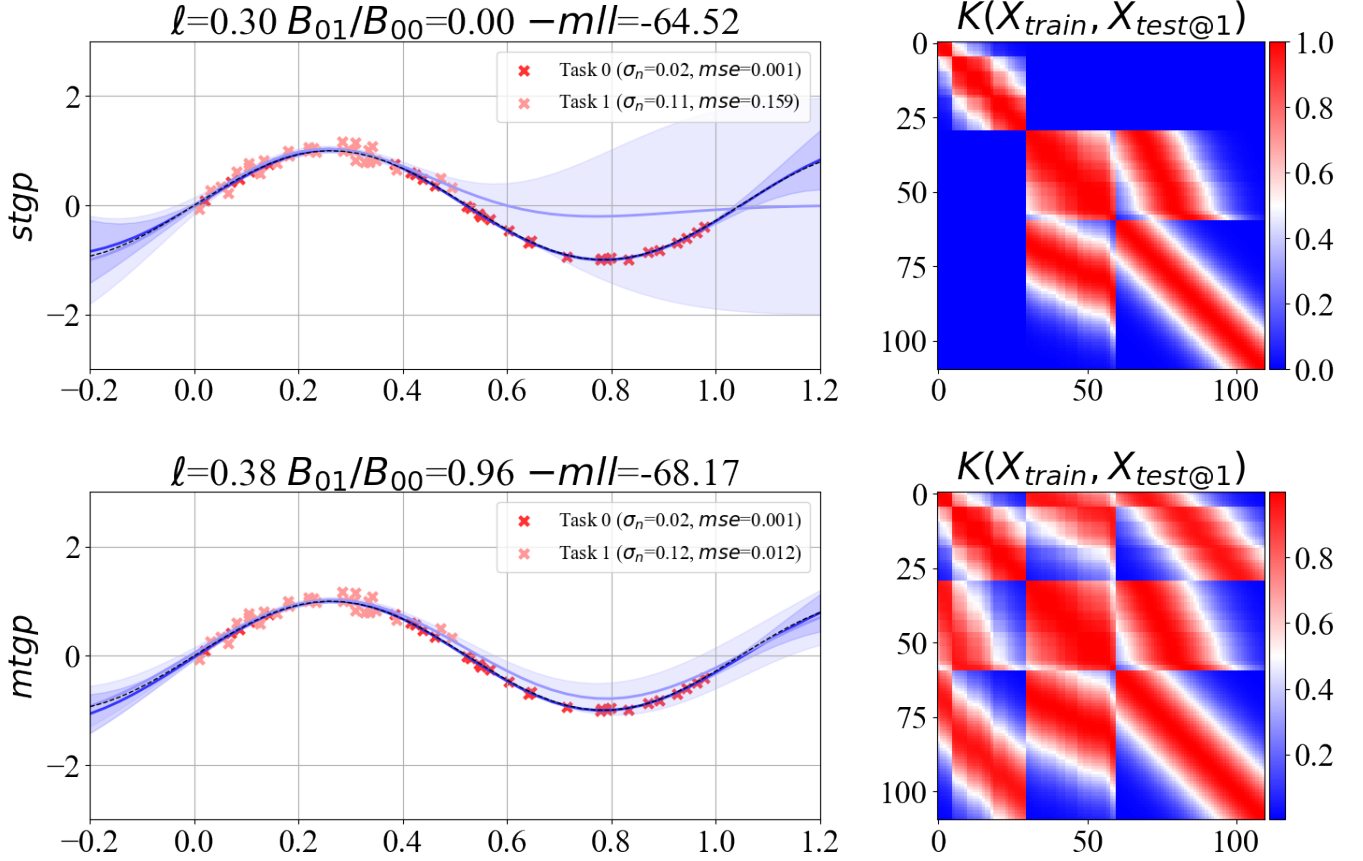 ℓ=0.30 B₀₁/B₀₀=0.00 −mll=-64.52
K(X_train, X_test@1)
stgp
2
0
−2
Task 0 (σₙ=0.02, mse=0.001)
Task 1 (σₙ=0.11, mse=0.159)
−0.2 0.0 0.2 0.4 0.6 0.8 1.0 1.2
0
25
50
75
100
0 50 100
1.0
0.8
0.6
0.4
0.2
0.0
ℓ=0.38 B₀₁/B₀₀=0.96 −mll=-68.17
K(X_train, X_test@1)
mtgp
2
0
−2
Task 0 (σₙ=0.02, mse=0.001)
Task 1 (σₙ=0.12, mse=0.012)
−0.2 0.0 0.2 0.4 0.6 0.8 1.0 1.2
0
25
50
75
100
0 50 100
0.8
0.6
0.4
0.2